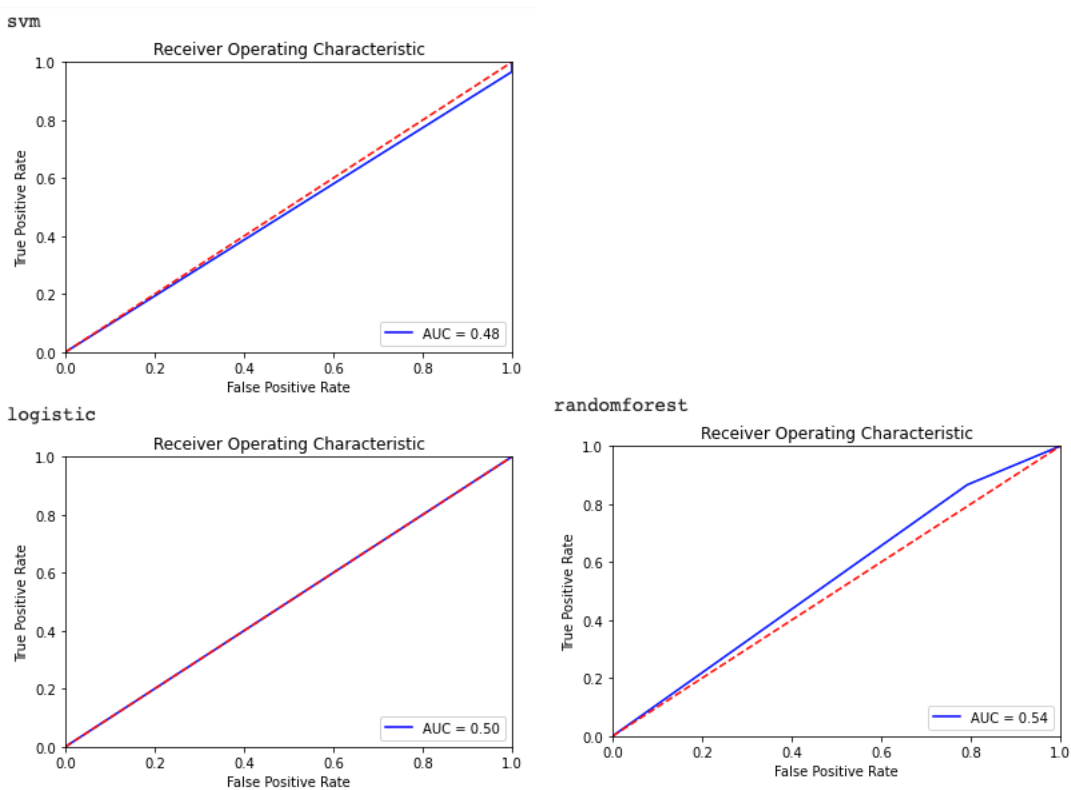 svm
Receiver Operating Characteristic
1.0
0.8
0.6
0.4
0.2
0.0
True Positive Rate
AUC = 0.48
0.0 0.2 0.4 0.6 0.8 1.0
False Positive Rate
logistic
Receiver Operating Characteristic
1.0
0.8
0.6
0.4
0.2
0.0
True Positive Rate
AUC = 0.50
0.0 0.2 0.4 0.6 0.8 1.0
False Positive Rate
randomforest
Receiver Operating Characteristic
1.0
0.8
0.6
0.4
0.2
0.0
True Positive Rate
AUC = 0.54
0.0 0.2 0.4 0.6 0.8 1.0
False Positive Rate